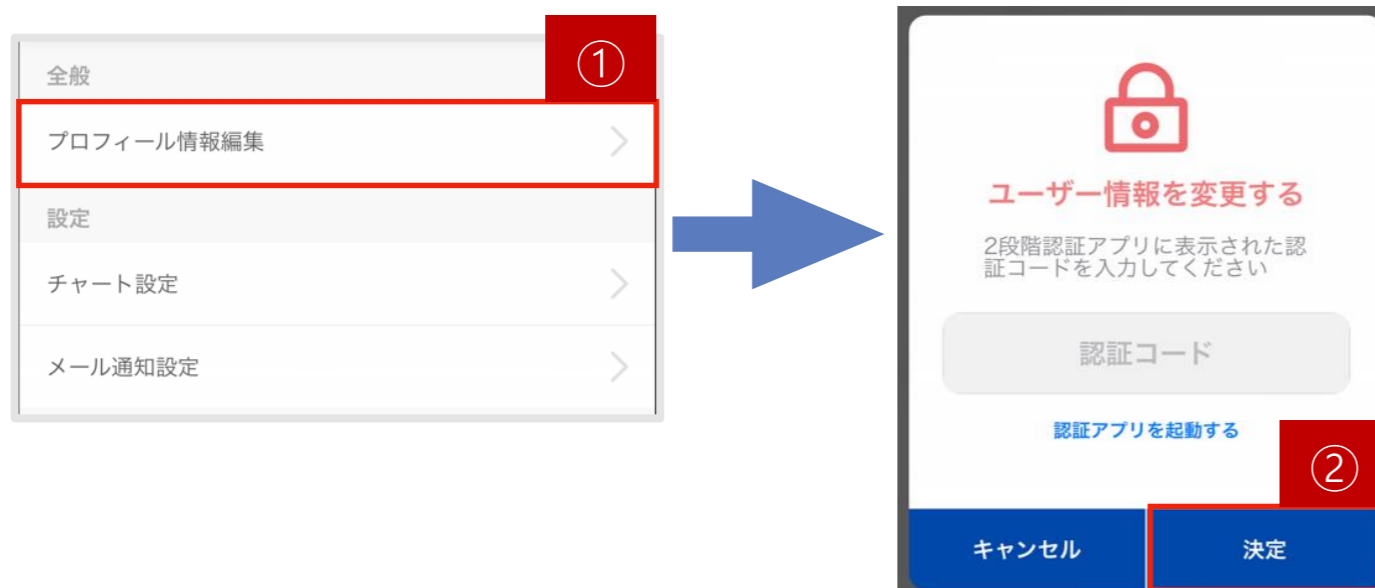 ①
全般
プロフィール情報編集
設定
チャート設定
メール通知設定
ユーザー情報を変更する
2段階認証アプリに表示された認
証コードを入力してください
認証コード
認証アプリを起動する
②
キャンセル
決定